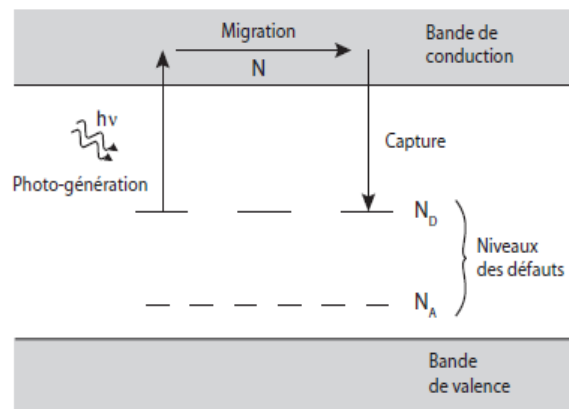 Migration
N
Bande de
conduction
hν
Photo-génération
Capture
N_D
Niveaux
des défauts
N_A
Bande
de valence